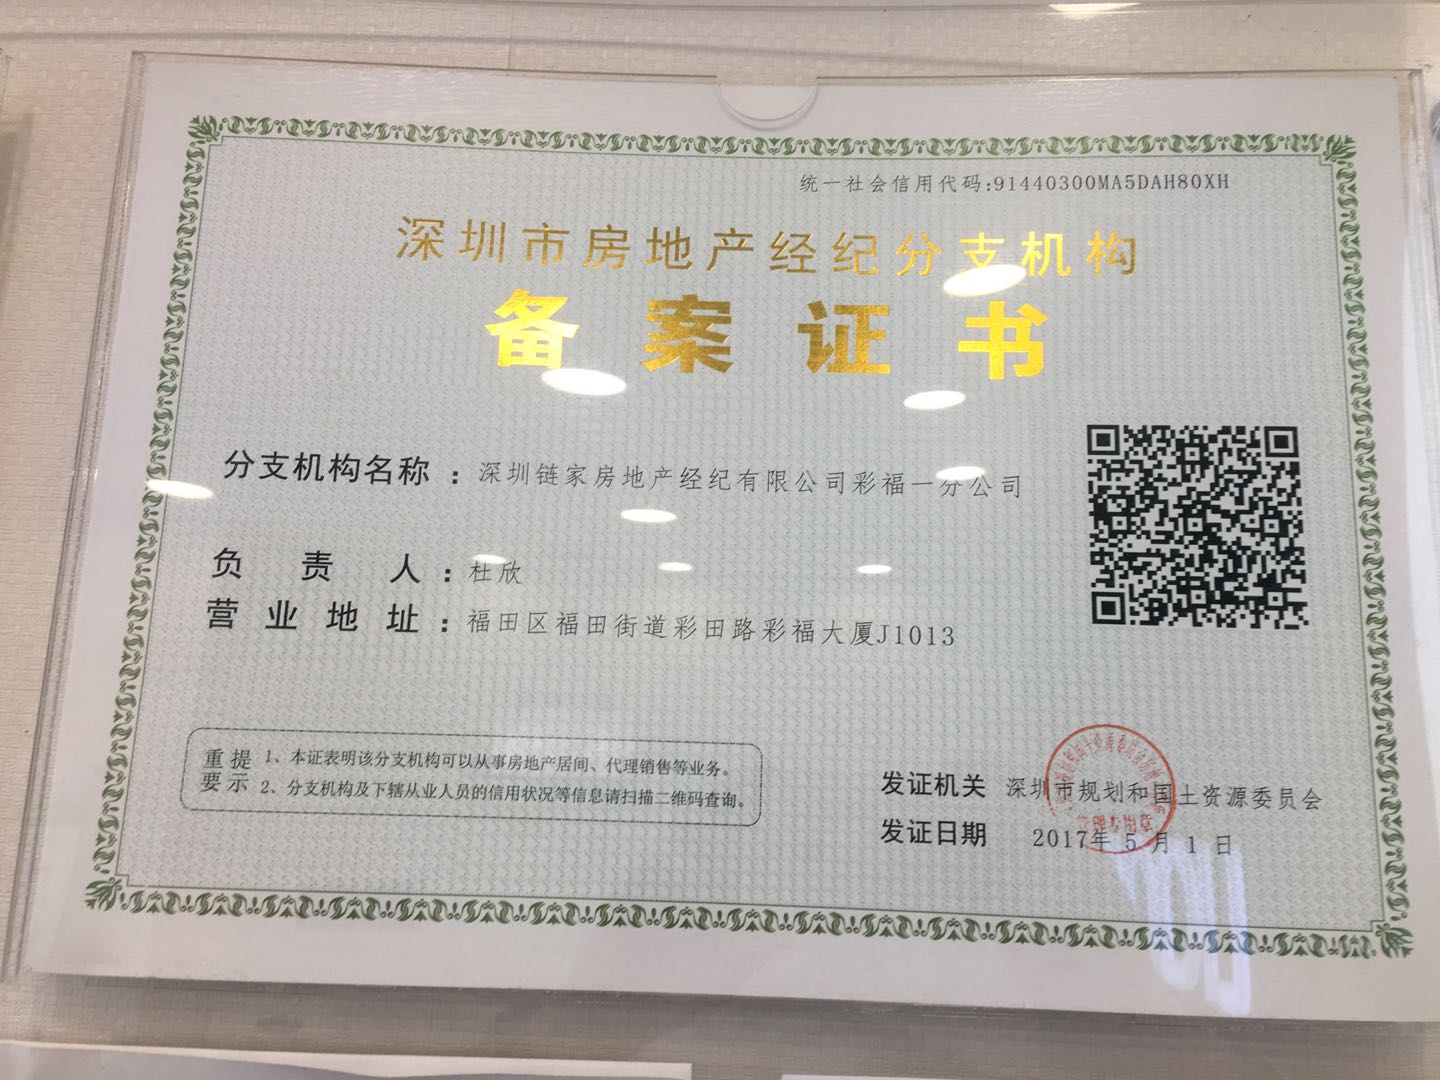 统一社会信用代码:91440300MA5DAH80XH
深圳市房地产经纪分支机构
备案证书
分支机构名称：深圳链家房地产经纪有限公司彩福一分公司
负责人：杜欣
营业地址：福田区福田街道彩田路彩福大厦J1013
重要提示
1、本证表明该分支机构可以从事房地产居间、代理销售等业务。
2、分支机构及下辖从业人员的信用状况等信息请扫描二维码查询。
发证机关 深圳市规划和国土资源委员会
发证日期 2017年5月1日